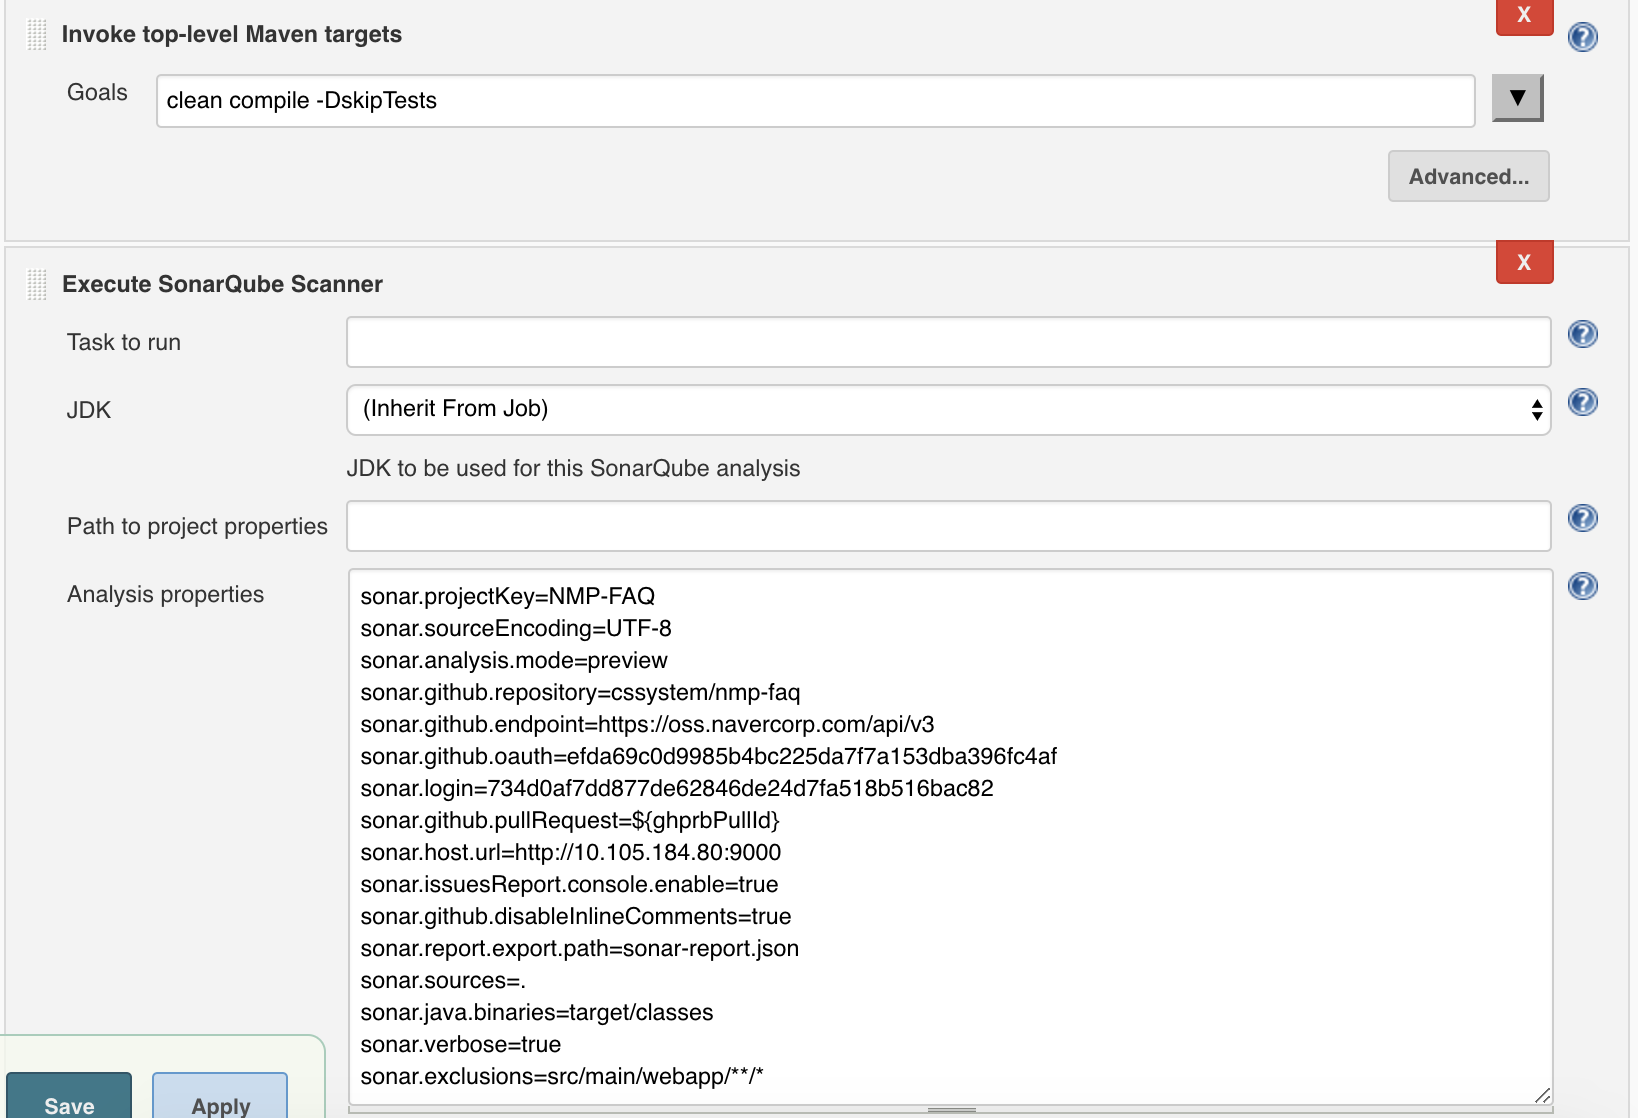 Invoke top-level Maven targets
X
Goals
clean compile -DskipTests
Advanced...
X
Execute SonarQube Scanner
Task to run
JDK
(Inherit From Job)
JDK to be used for this SonarQube analysis
Path to project properties
Analysis properties
sonar.projectKey=NMP-FAQ
sonar.sourceEncoding=UTF-8
sonar.analysis.mode=preview
sonar.github.repository=cssystem/nmp-faq
sonar.github.endpoint=https://oss.navercorp.com/api/v3
sonar.github.oauth=efda69c0d9985b4bc225da7f7a153dba396fc4af
sonar.login=734d0af7dd877de62846de24d7fa518b516bac82
sonar.github.pullRequest=${ghprbPullId}
sonar.host.url=http://10.105.184.80:9000
sonar.issuesReport.console.enable=true
sonar.github.disableInlineComments=true
sonar.report.export.path=sonar-report.json
sonar.sources=.
sonar.java.binaries=target/classes
sonar.verbose=true
sonar.exclusions=src/main/webapp/**/*
Save
Apply